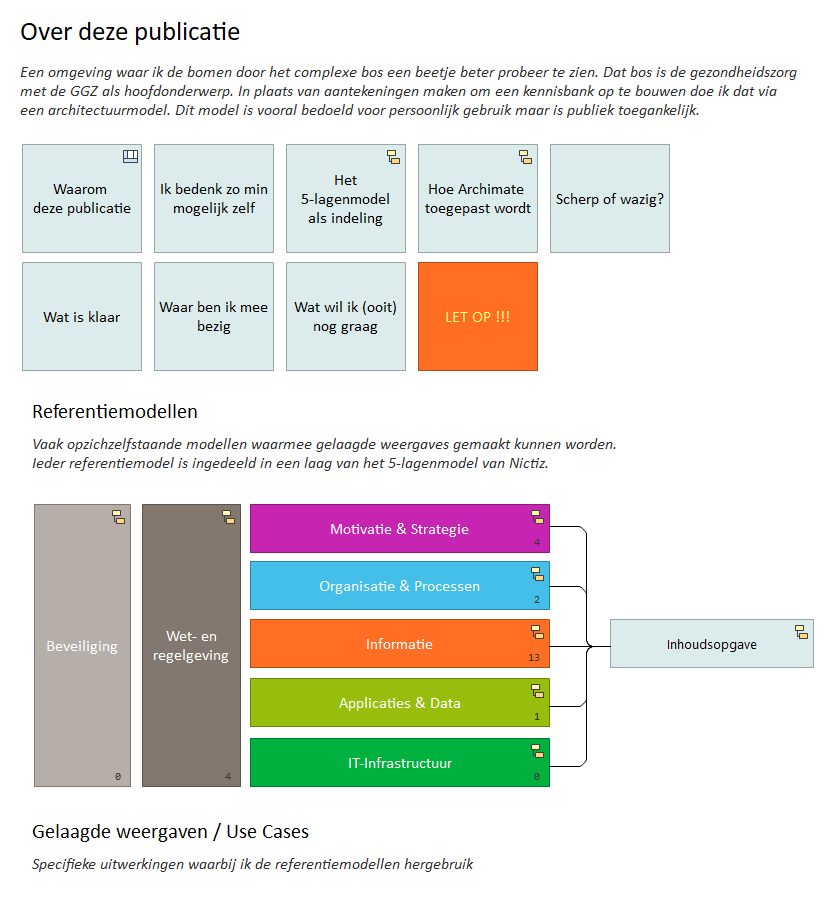 Over deze publicatie
Een omgeving waar ik de bomen door het complexe bos een beetje beter probeer te zien. Dat bos is de gezondheidszorg
met de GGZ als hoofdonderwerp. In plaats van aantekeningen maken om een kennisbank op te bouwen doe ik dat via
een architectuurmodel. Dit model is vooral bedoeld voor persoonlijk gebruik maar is publiek toegankelijk.
Waarom
deze publicatie
Ik bedenk zo min
mogelijk zelf
Het
5-lagenmodel
als indeling
Hoe Archimate
toegepast wordt
Scherp of wazig?
Wat is klaar
Waar ben ik mee
bezig
Wat wil ik (ooit)
nog graag
LET OP !!!
Referentiemodellen
Vaak opzichzelfstaande modellen waarmee gelaagde weergaves gemaakt kunnen worden.
Ieder referentiemodel is ingedeeld in een laag van het 5-lagenmodel van Nictiz.
Beveiliging
0
Wet- en
regelgeving
4
Motivatie & Strategie
4
Organisatie & Processen
2
Informatie
13
Applicaties & Data
1
IT-Infrastructuur
0
Inhoudsopgave
Gelaagde weergaven / Use Cases
Specifieke uitwerkingen waarbij ik de referentiemodellen hergebruik